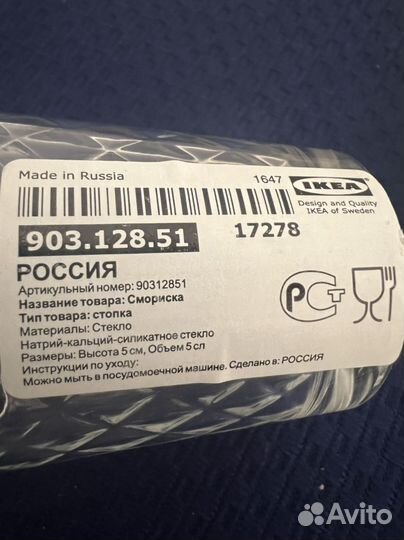 Made in Russia
1647
IKEA
Design and Quality
IKEA of Sweden
903.128.51
17278
РОССИЯ
Артикульный номер: 90312851
Название товара: Смориска
Тип товара: стопка
Материалы: Стекло
Натрий-кальций-силикатное стекло
Размеры: Высота 5 см, Объем 5 сл
Инструкции по уходу:
Можно мыть в посудомоечной машине. Сделано в: РОССИЯ
РСТ
Avito